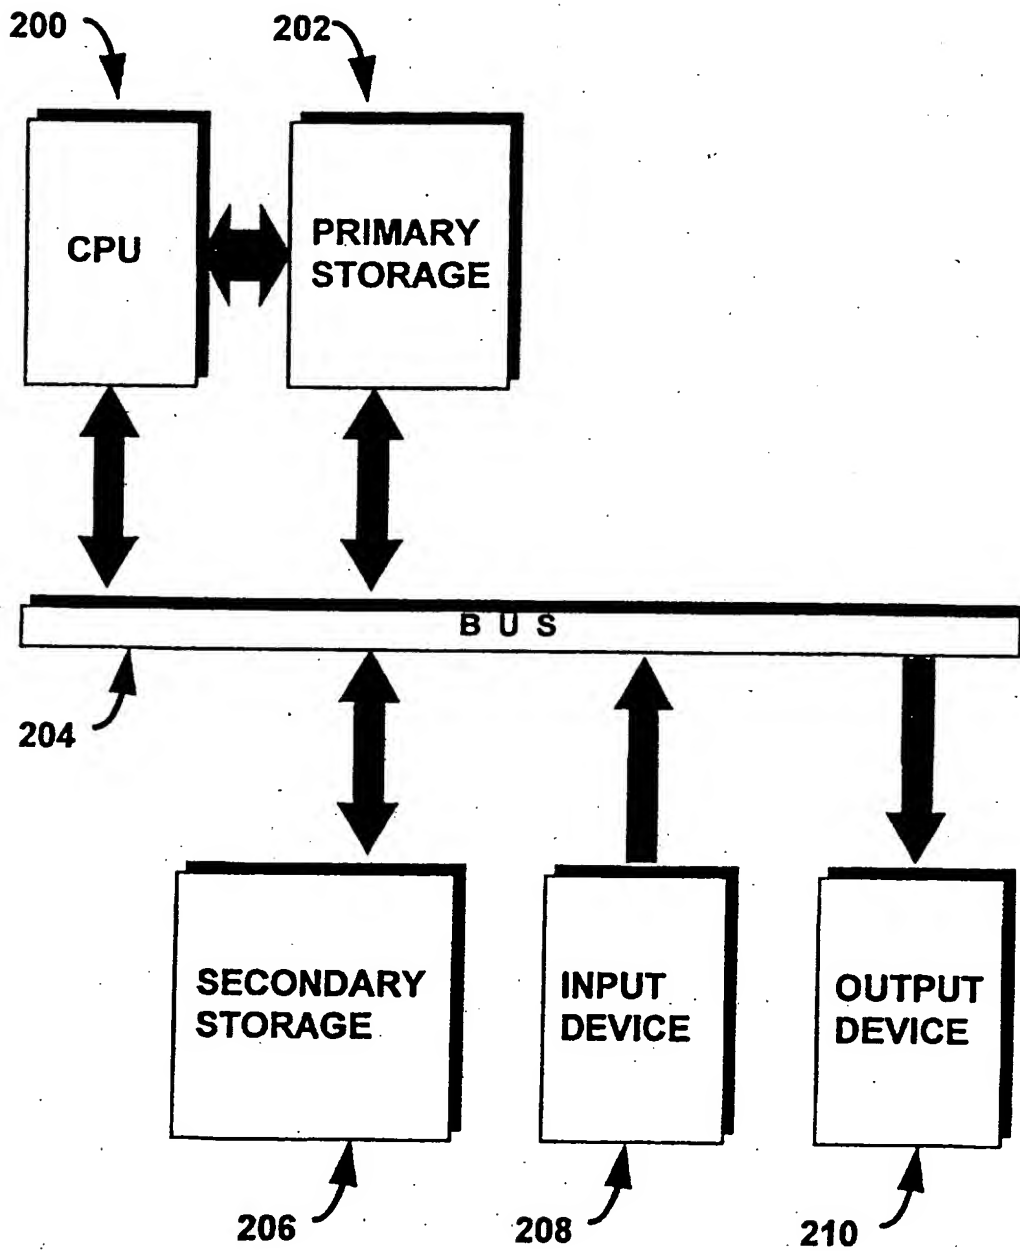 200
202
CPU
PRIMARY
STORAGE
B U S
204
SECONDARY
STORAGE
INPUT
DEVICE
OUTPUT
DEVICE
206
208
210